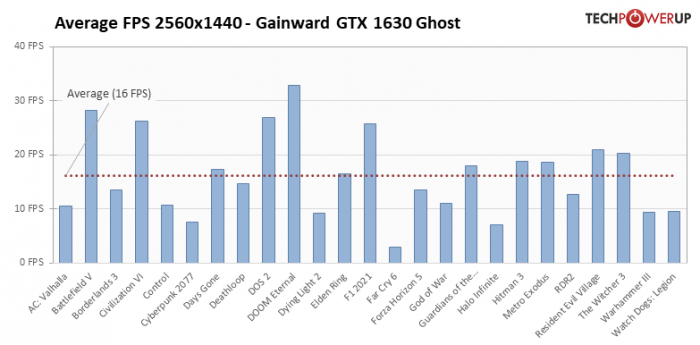 Average FPS 2560x1440 - Gainward GTX 1630 Ghost
TECHPOWERUP
40 FPS
Average (16 FPS)
30 FPS
20 FPS
10 FPS
0 FPS
AC: Valhalla
Battlefield V
Borderlands 3
Civilization VI
Control
Cyberpunk 2077
Days Gone
Deathloop
DOS 2
DOOM Eternal
Dying Light 2
Elden Ring
F1 2021
Far Cry 6
Forza Horizon 5
God of War
Guardians of the...
Halo Infinite
Hitman 3
Metro Exodus
RDR2
Resident Evil Village
The Witcher 3
Warhammer III
Watch Dogs: Legion